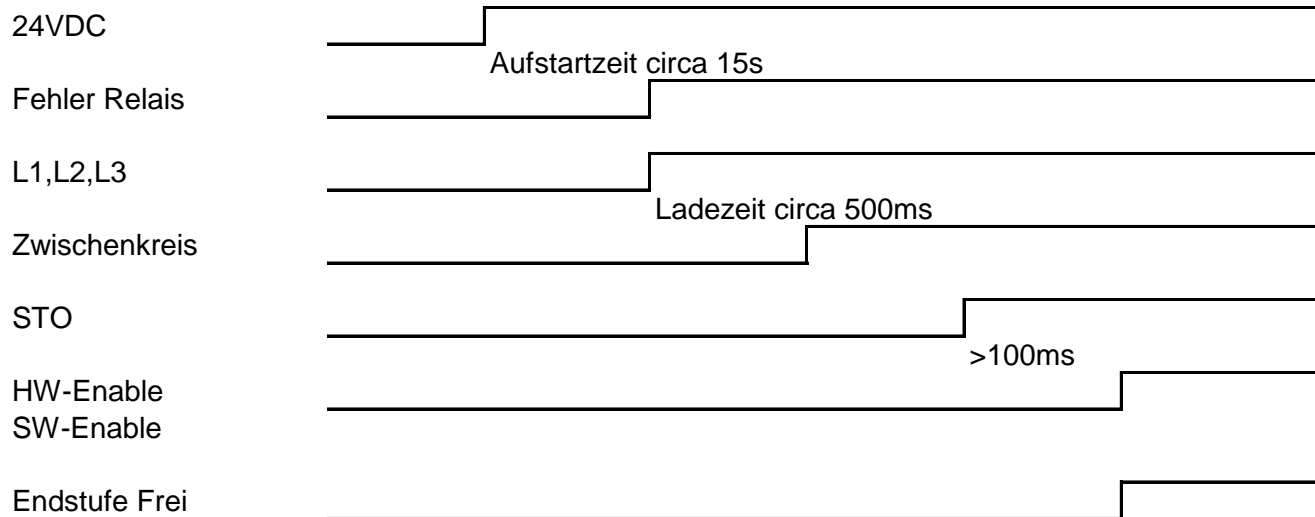 24VDC
Aufstartzeit circa 15s
Fehler Relais
L1,L2,L3
Ladezeit circa 500ms
Zwischenkreis
STO
>100ms
HW-Enable
SW-Enable
Endstufe Frei